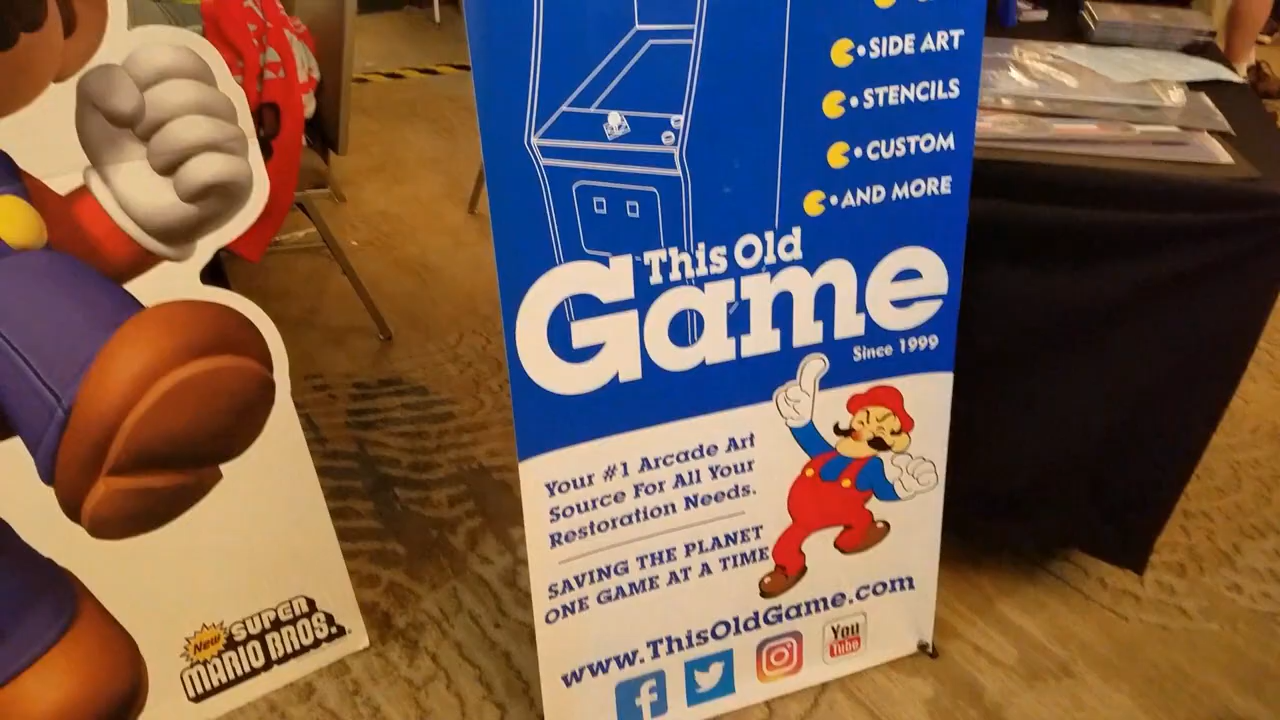 SIDE ART
STENCILS
CUSTOM
AND MORE
This Old
Game
Since 1999
Your #1 Arcade Art
Source For All Your
Restoration Needs.
SAVING THE PLANET
ONE GAME AT A TIME
www.ThisOldGame.com
f
You
Tube
New SUPER
MARIO BROS.